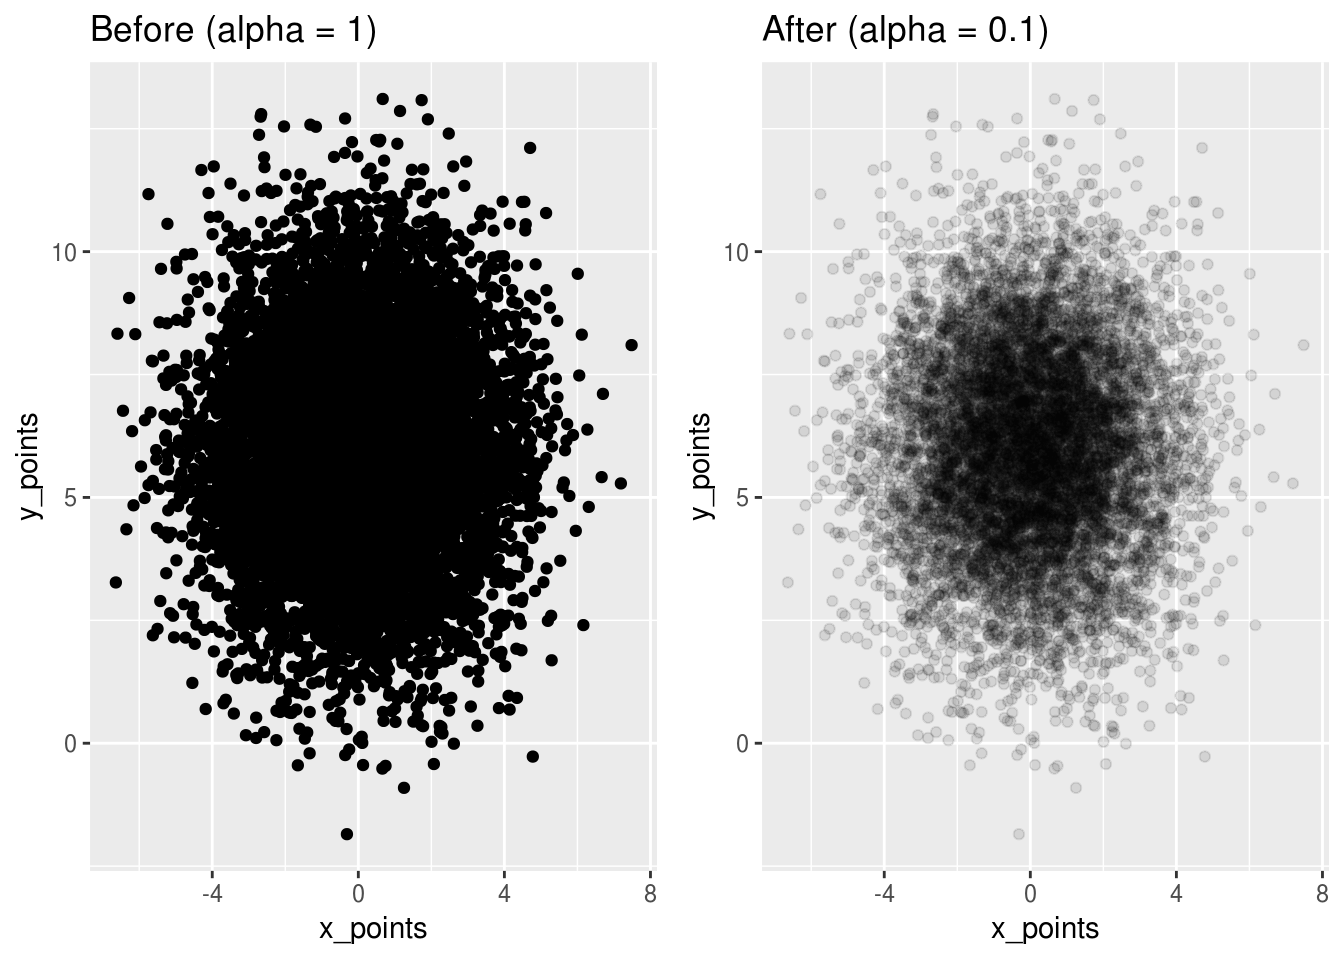 Before (alpha = 1)
y_points
10
5
0
-4 0 4 8
x_points
After (alpha = 0.1)
y_points
10
5
0
-4 0 4 8
x_points